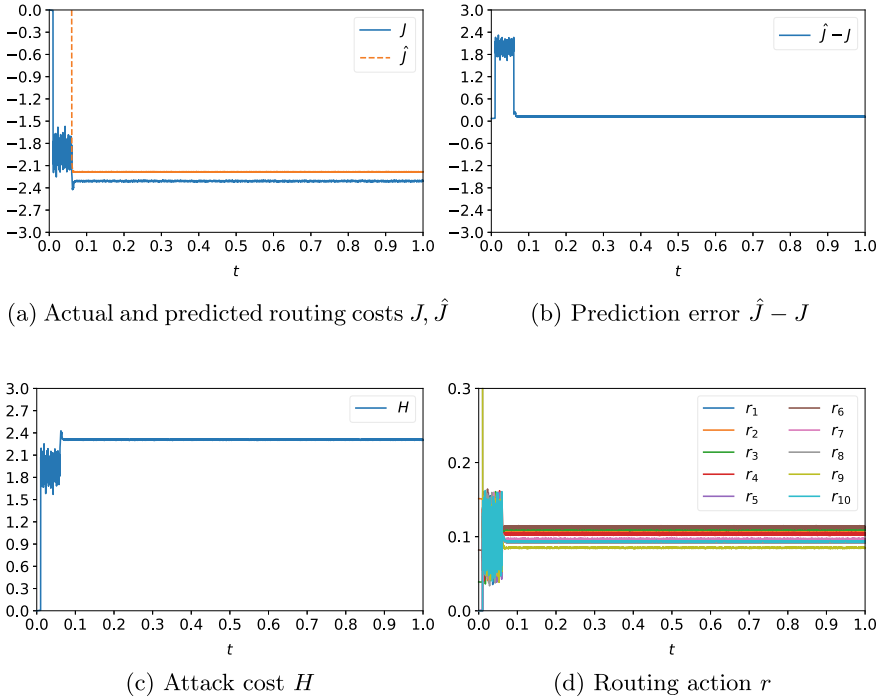 0.0
−0.3
−0.6
−0.9
−1.2
−1.5
−1.8
−2.1
−2.4
−2.7
−3.0
0.0 0.1 0.2 0.3 0.4 0.5 0.6 0.7 0.8 0.9 1.0
t
J
Ĵ
(a) Actual and predicted routing costs J, Ĵ
3.0
2.4
1.8
1.2
0.6
0.0
−0.6
−1.2
−1.8
−2.4
−3.0
0.0 0.1 0.2 0.3 0.4 0.5 0.6 0.7 0.8 0.9 1.0
t
Ĵ − J
(b) Prediction error Ĵ − J
3.0
2.7
2.4
2.1
1.8
1.5
1.2
0.9
0.6
0.3
0.0
0.0 0.1 0.2 0.3 0.4 0.5 0.6 0.7 0.8 0.9 1.0
t
H
(c) Attack cost H
0.3
0.2
0.1
0.0
0.0 0.1 0.2 0.3 0.4 0.5 0.6 0.7 0.8 0.9 1.0
t
r₁ r₆
r₂ r₇
r₃ r₈
r₄ r₉
r₅ r₁₀
(d) Routing action r